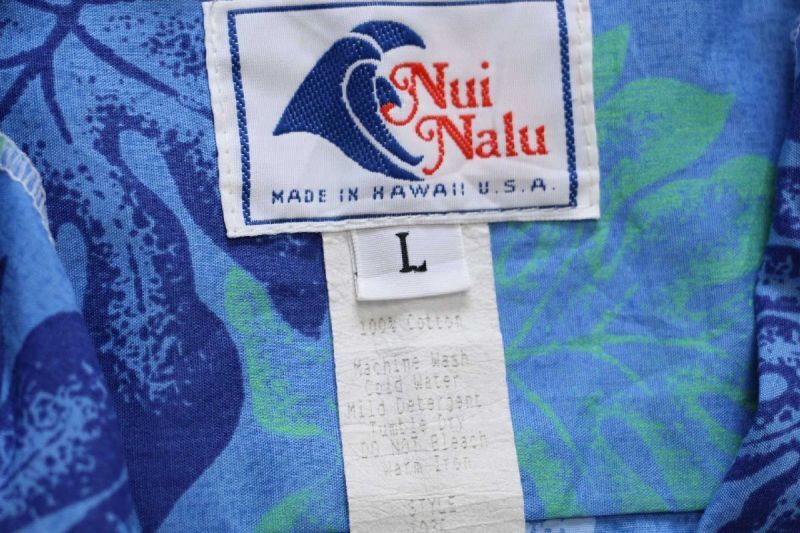 Nui
Nalu
MADE IN HAWAII U.S.A.
L
100% Cotton
Machine Wash
Cold Water
Mild Detergent
Tumble Dry
DO NOT Bleach
Warm Iron
STYLE